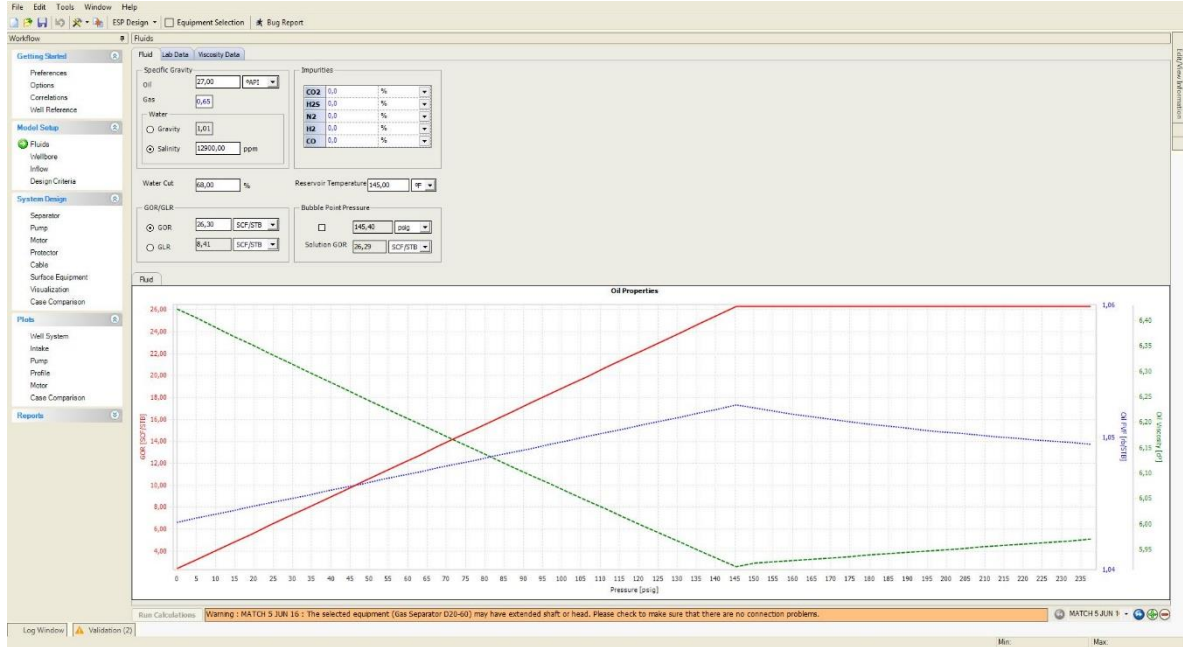 File Edit Tools Window Help
ESP Design Equipment Selection Bug Report
Workflow
Fluids
Getting Started
Preferences
Options
Correlations
Well Reference
Model Setup
Fluids
Wellbore
Inflow
Design Criteria
System Design
Separator
Pump
Motor
Protector
Cable
Surface Equipment
Visualization
Case Comparison
Plots
Well System
Intake
Pump
Profile
Motor
Case Comparison
Reports
Fluid Lab Data Viscosity Data
Specific Gravity
Oil 27,00 ºAPI
Gas 0,65
Water
Gravity 1,01
Salinity 12900,00 ppm
Impurities
CO2 0,0 %
H2S 0,0 %
N2 0,0 %
H2 0,0 %
CO 0,0 %
Water Cut 68,00 %
Reservoir Temperature 145,00 ºF
GOR/GLR
GOR 26,30 SCF/STB
GLR 8,41 SCF/STB
Bubble Point Pressure
145,40 psig
Solution GOR 26,29 SCF/STB
Fluid
Oil Properties
GOR [SCF/STB]
26,00
24,00
22,00
20,00
18,00
16,00
14,00
12,00
10,00
8,00
6,00
4,00
0 5 10 15 20 25 30 35 40 45 50 55 60 65 70 75 80 85 90 95 100 105 110 115 120 125 130 135 140 145 150 155 160 165 170 175 180 185 190 195 200 205 210 215 220 225 230 235
Pressure [psig]
1,06
1,05
1,04
Oil FVF [rb/STB]
6,40
6,35
6,30
6,25
6,20
6,15
6,10
6,05
6,00
5,95
Oil Viscosity [cP]
Edit/View Information
Run Calculations
Warning : MATCH 5 JUN 16 : The selected equipment (Gas Separator D20-60) may have extended shaft or head. Please check to make sure that there are no connection problems.
MATCH 5 JUN 1
Log Window Validation (2)
Min: Max: